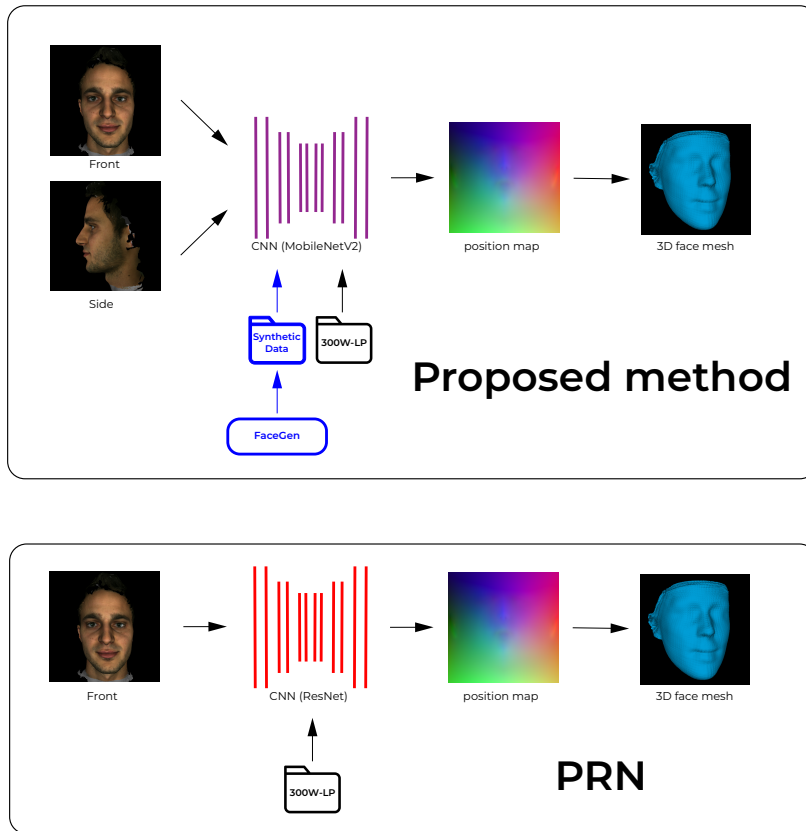 Front
Side
CNN (MobileNetV2)
position map
3D face mesh
Synthetic
Data
300W-LP
FaceGen
Proposed method
Front
CNN (ResNet)
position map
3D face mesh
300W-LP
PRN